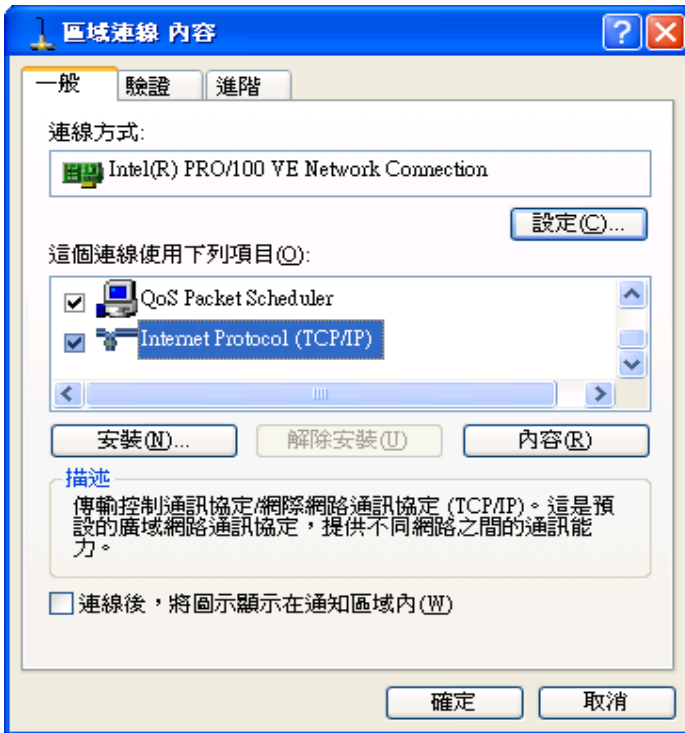 區域連線 內容
一般 驗證 進階
連線方式:
Intel(R) PRO/100 VE Network Connection
設定(C)...
這個連線使用下列項目(O):
QoS Packet Scheduler
Internet Protocol (TCP/IP)
安裝(N)... 解除安裝(U) 內容(R)
描述
傳輸控制通訊協定/網際網路通訊協定 (TCP/IP)。這是預
設的廣域網路通訊協定，提供不同網路之間的通訊能
力。
連線後，將圖示顯示在通知區域內(W)
確定 取消